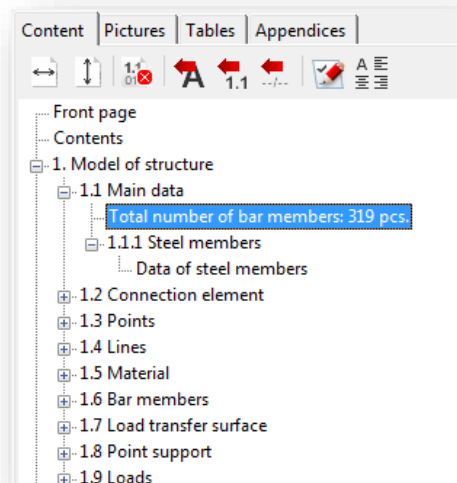 Content Pictures Tables Appendices
1.1 A 1.1 --/-- A
Front page
Contents
1. Model of structure
1.1 Main data
Total number of bar members: 319 pcs.
1.1.1 Steel members
Data of steel members
1.2 Connection element
1.3 Points
1.4 Lines
1.5 Material
1.6 Bar members
1.7 Load transfer surface
1.8 Point support
1.9 Loads